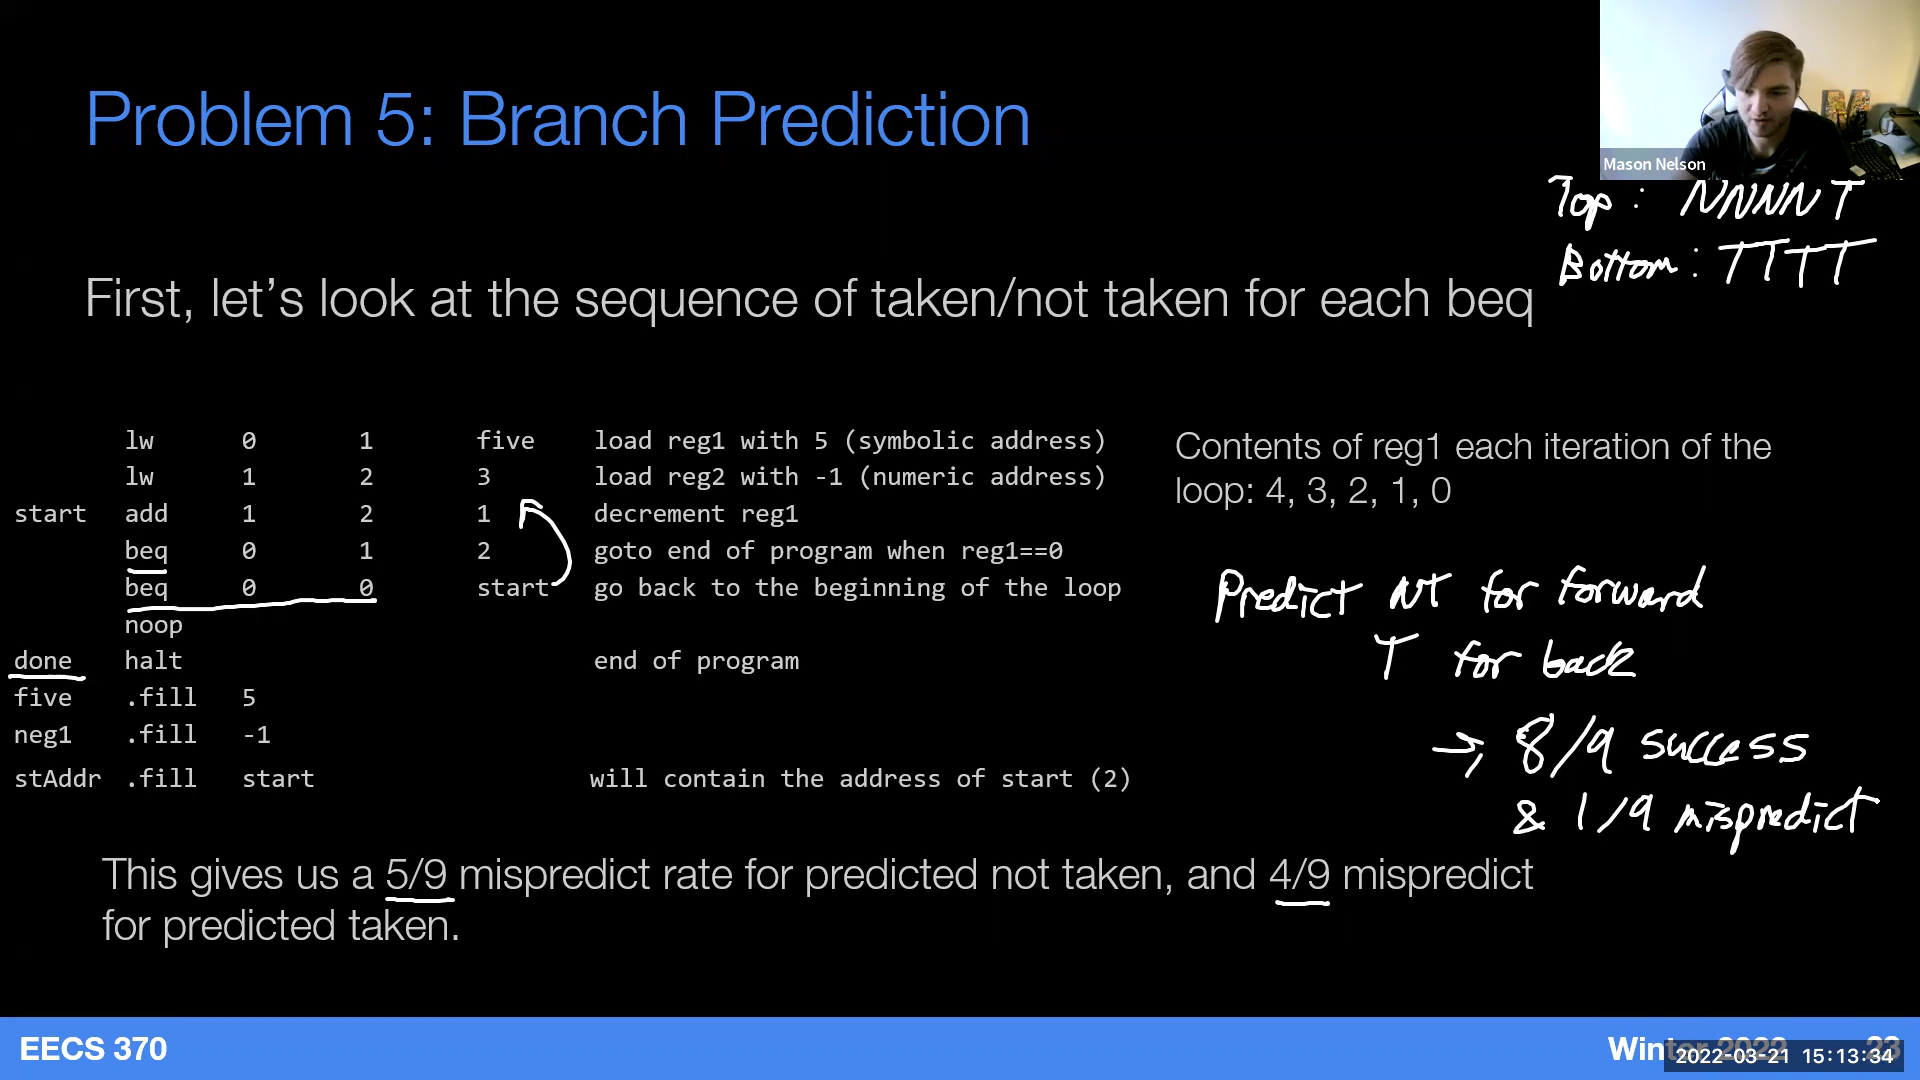 Problem 5: Branch Prediction
Mason Nelson
Top: NNNNT
Bottom: TTTT
First, let's look at the sequence of taken/not taken for each beq
lw 0 1 five load reg1 with 5 (symbolic address)
lw 1 2 3 load reg2 with -1 (numeric address)
start add 1 2 1 decrement reg1
beq 0 1 2 goto end of program when reg1==0
beq 0 0 start go back to the beginning of the loop
noop
done halt end of program
five .fill 5
neg1 .fill -1
stAddr .fill start will contain the address of start (2)
Contents of reg1 each iteration of the
loop: 4, 3, 2, 1, 0
Predict NT for forward
T for back
→ 8/9 success
& 1/9 mispredict
This gives us a 5/9 mispredict rate for predicted not taken, and 4/9 mispredict
for predicted taken.
EECS 370
Winter 2022 23
2022-03-21 15:13:34